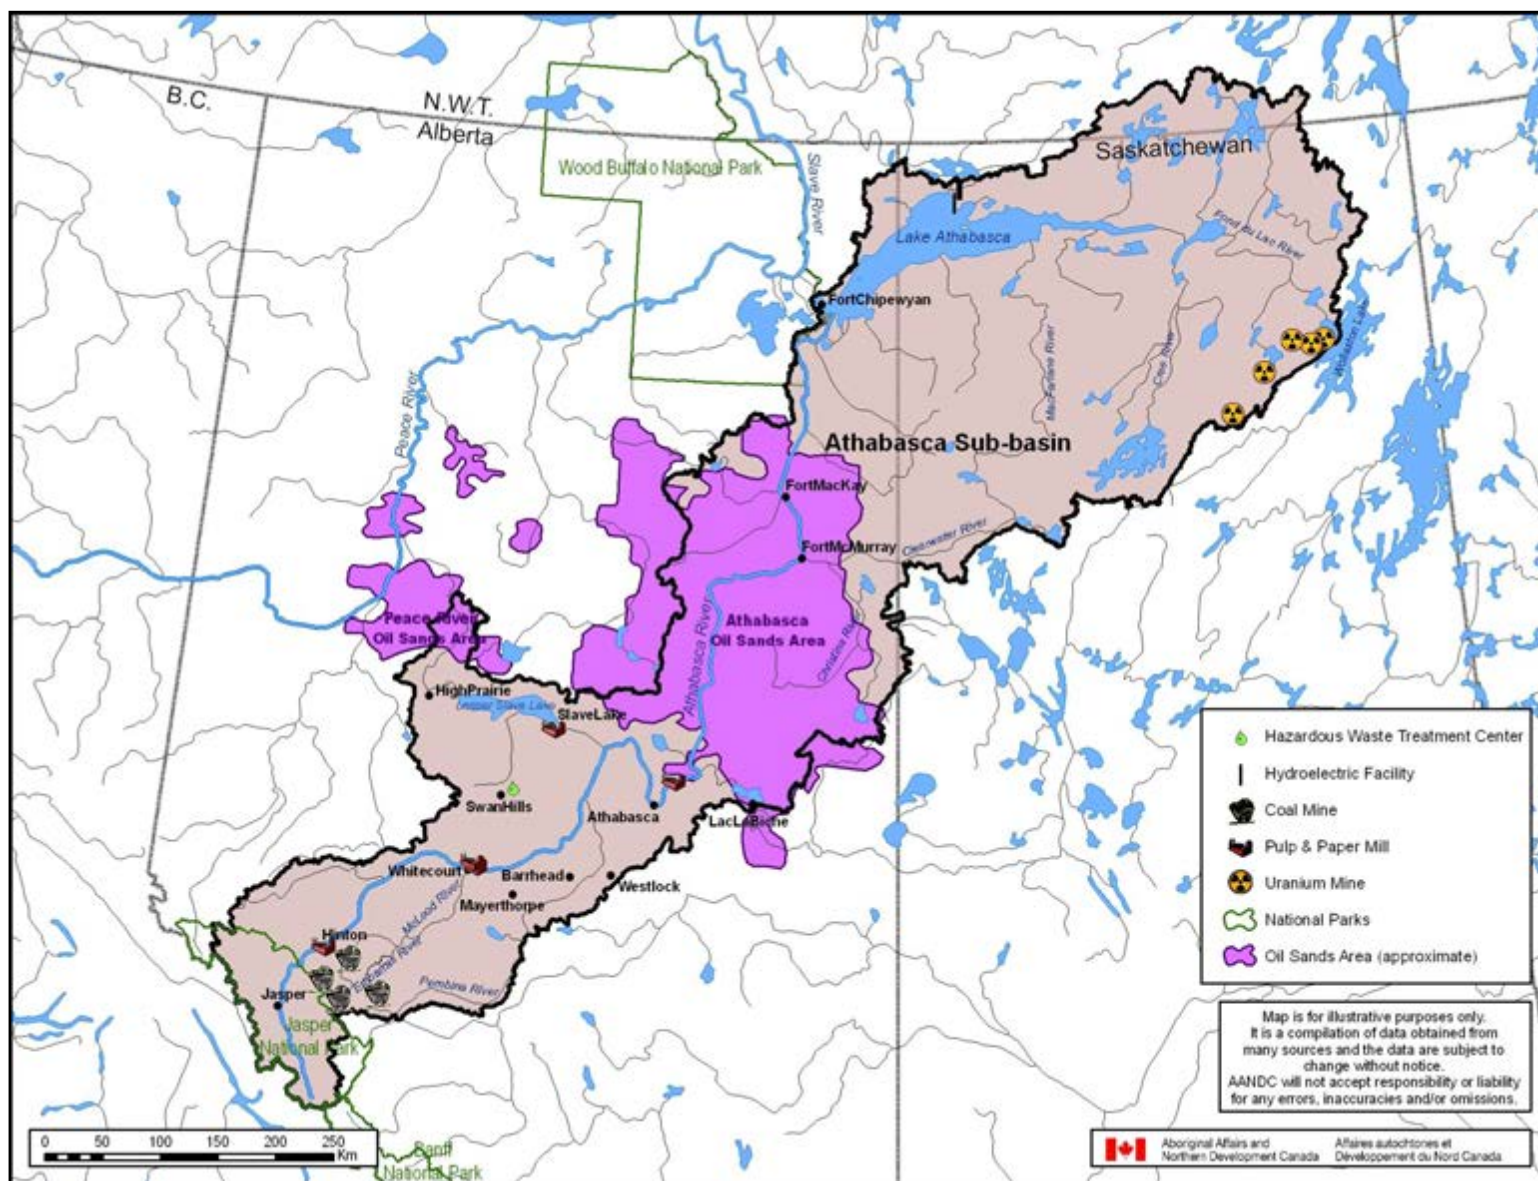 B.C.
N.W.T.
Alberta
Saskatchewan
Wood Buffalo National Park
Slave River
Lake Athabasca
Fond du Lac River
FortChipewyan
Peace River
MacFarlane River
Cree River
Wollaston Lake
Athabasca Sub-basin
FortMacKay
FortMcMurray
Clearwater River
Peace River
Oil Sands Area
Athabasca
Oil Sands Area
Athabasca River
Christina River
HighPrairie
Lesser Slave Lake
SlaveLake
SwanHills
Athabasca
LacLaBiche
Whitecourt
Barrhead
Westlock
Mayerthorpe
McLeod River
Hinton
Embarras River
Pembina River
Jasper
Jasper
National Park
Banff
National Park
Hazardous Waste Treatment Center
Hydroelectric Facility
Coal Mine
Pulp & Paper Mill
Uranium Mine
National Parks
Oil Sands Area (approximate)
Map is for illustrative purposes only.
It is a compilation of data obtained from
many sources and the data are subject to
change without notice.
AANDC will not accept responsibility or liability
for any errors, inaccuracies and/or omissions.
0 50 100 150 200 250
Km
Aboriginal Affairs and
Northern Development Canada
Affaires autochtones et
Développement du Nord Canada